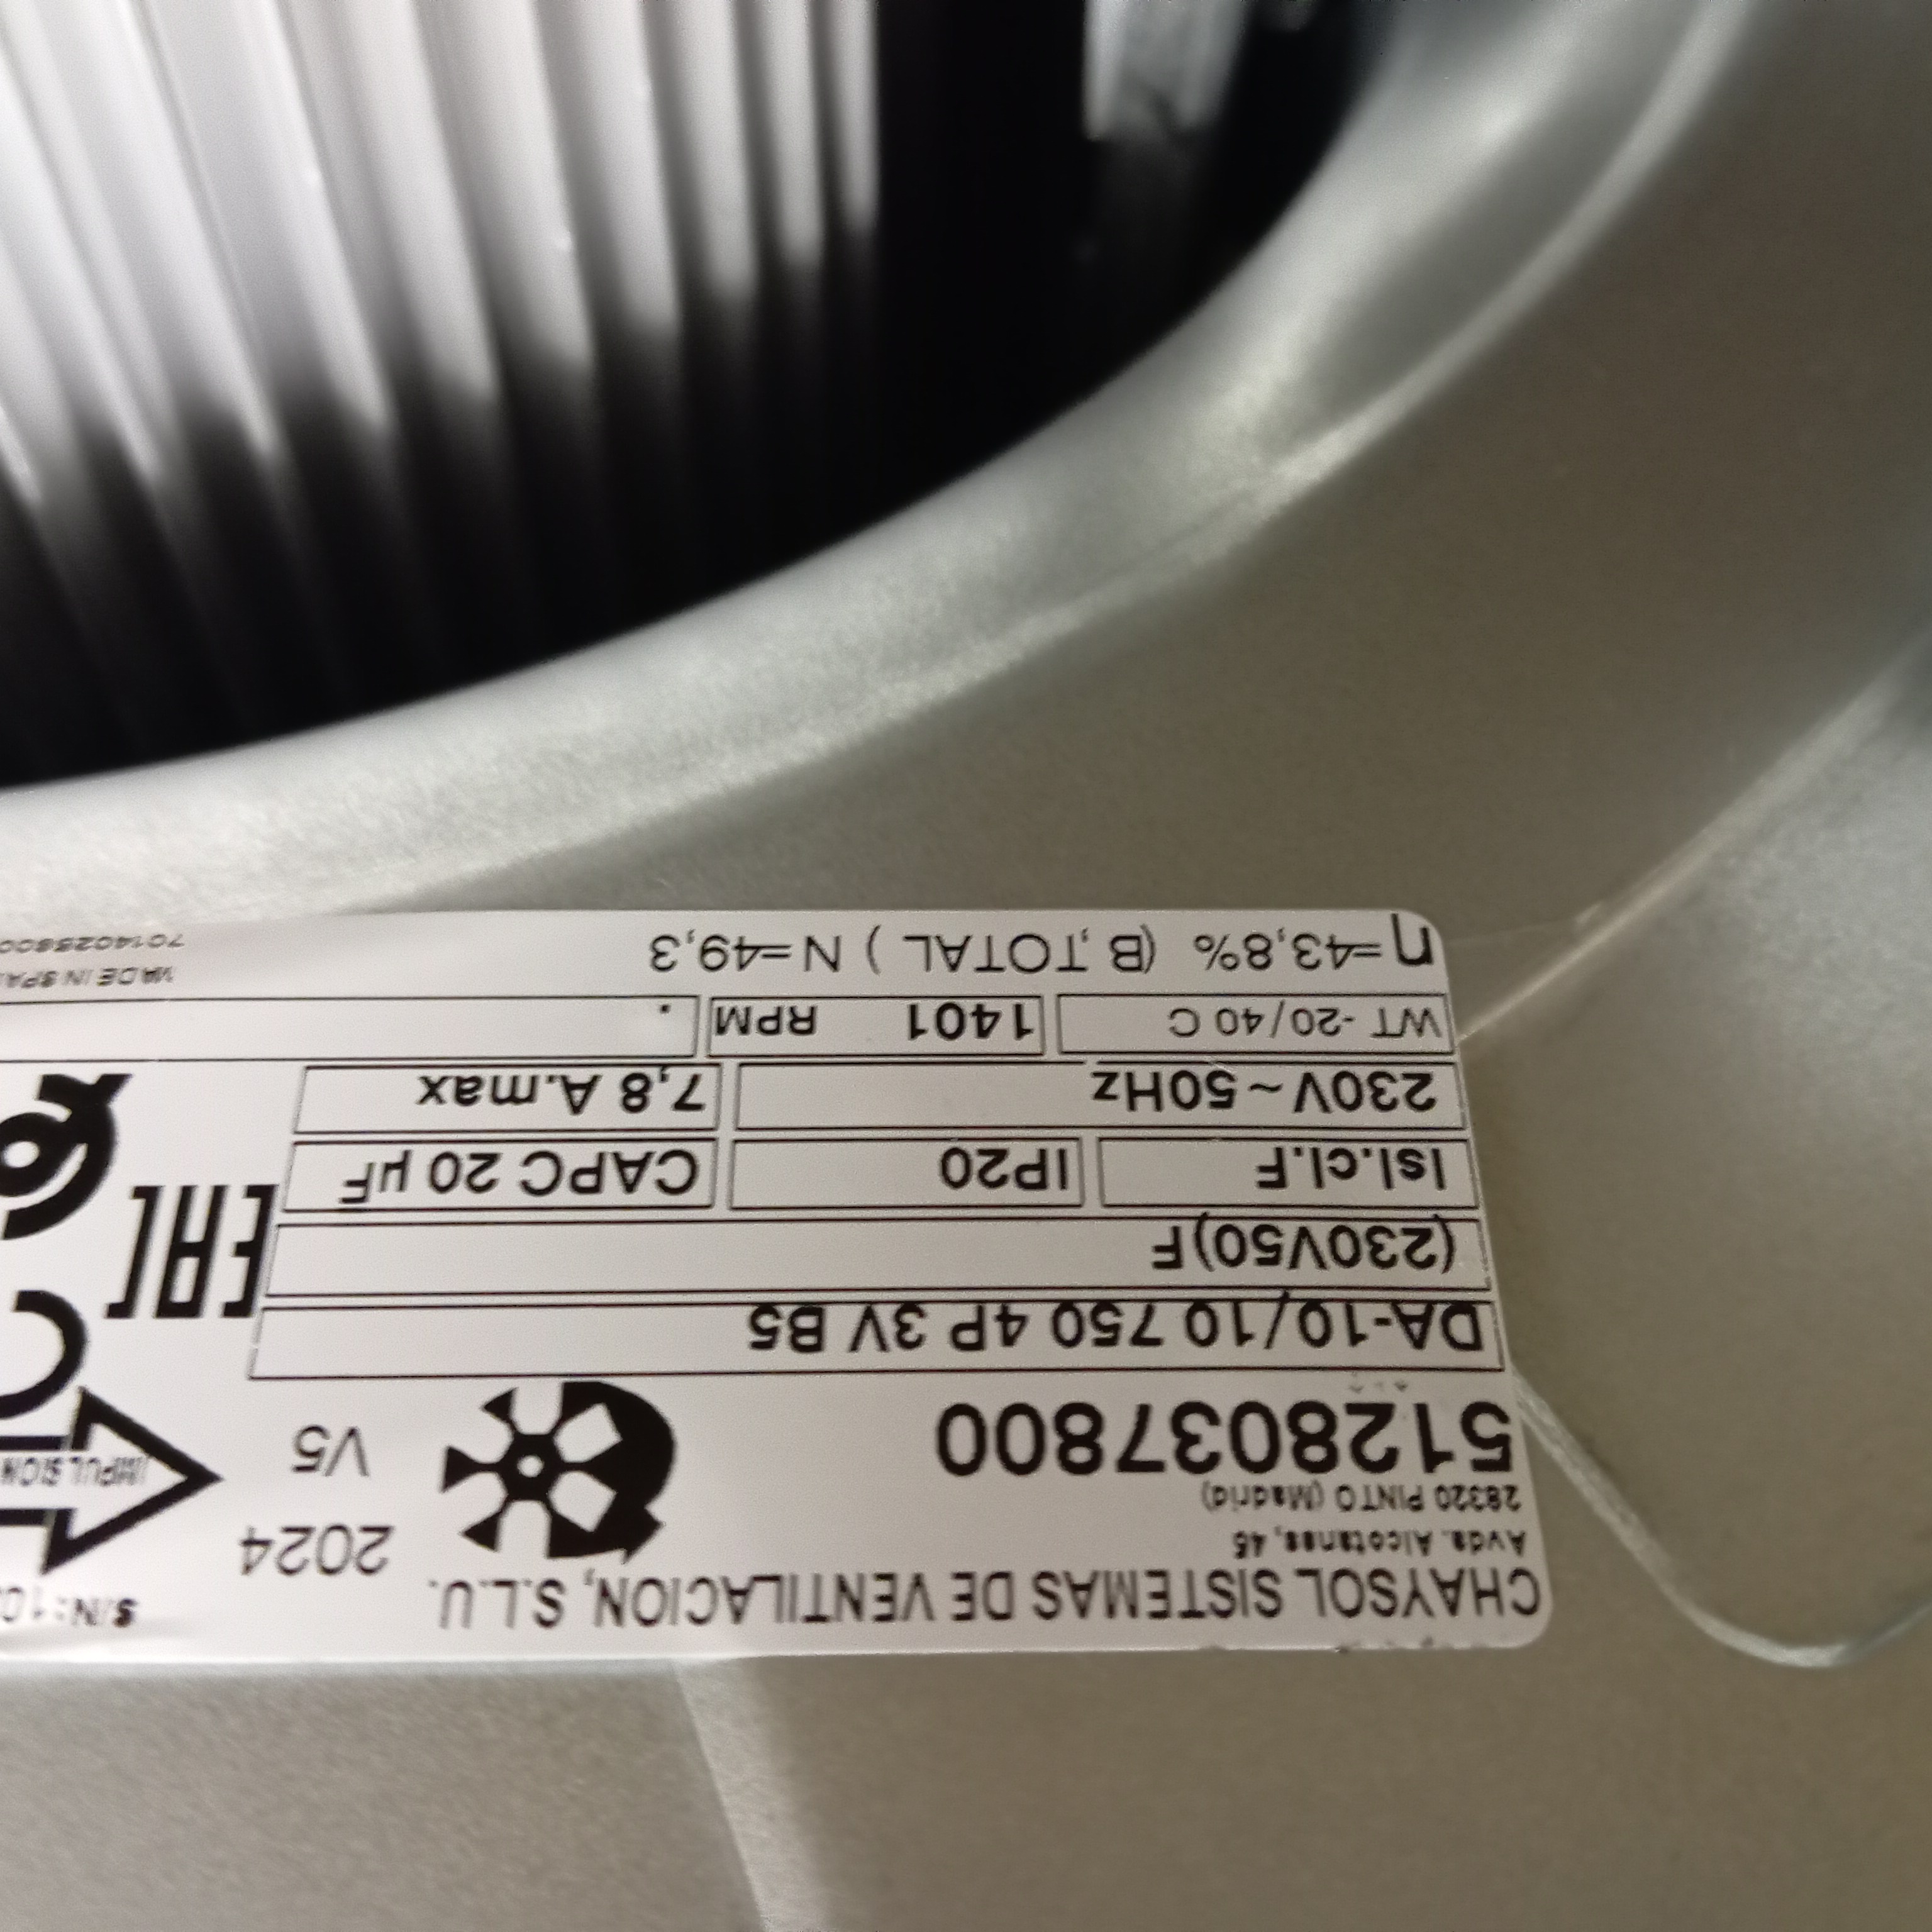 CHAYSOL SISTEMAS DE VENTILACION, S.L.U.
Avda. Alcotanes, 46
28320 PINTO (Madrid)
2024
S/N:
5128037800
V5
IMPULSION
DA-10/10 750 4P 3V B5
(230V50)F
Isl.cl.F
IP20
CAPC 20 µF
EAC
230V~50Hz
7,8 A.max
WT -20/40 C
1401 RPM
.
η=43,8% (B,TOTAL ) N=49,3
MADE IN